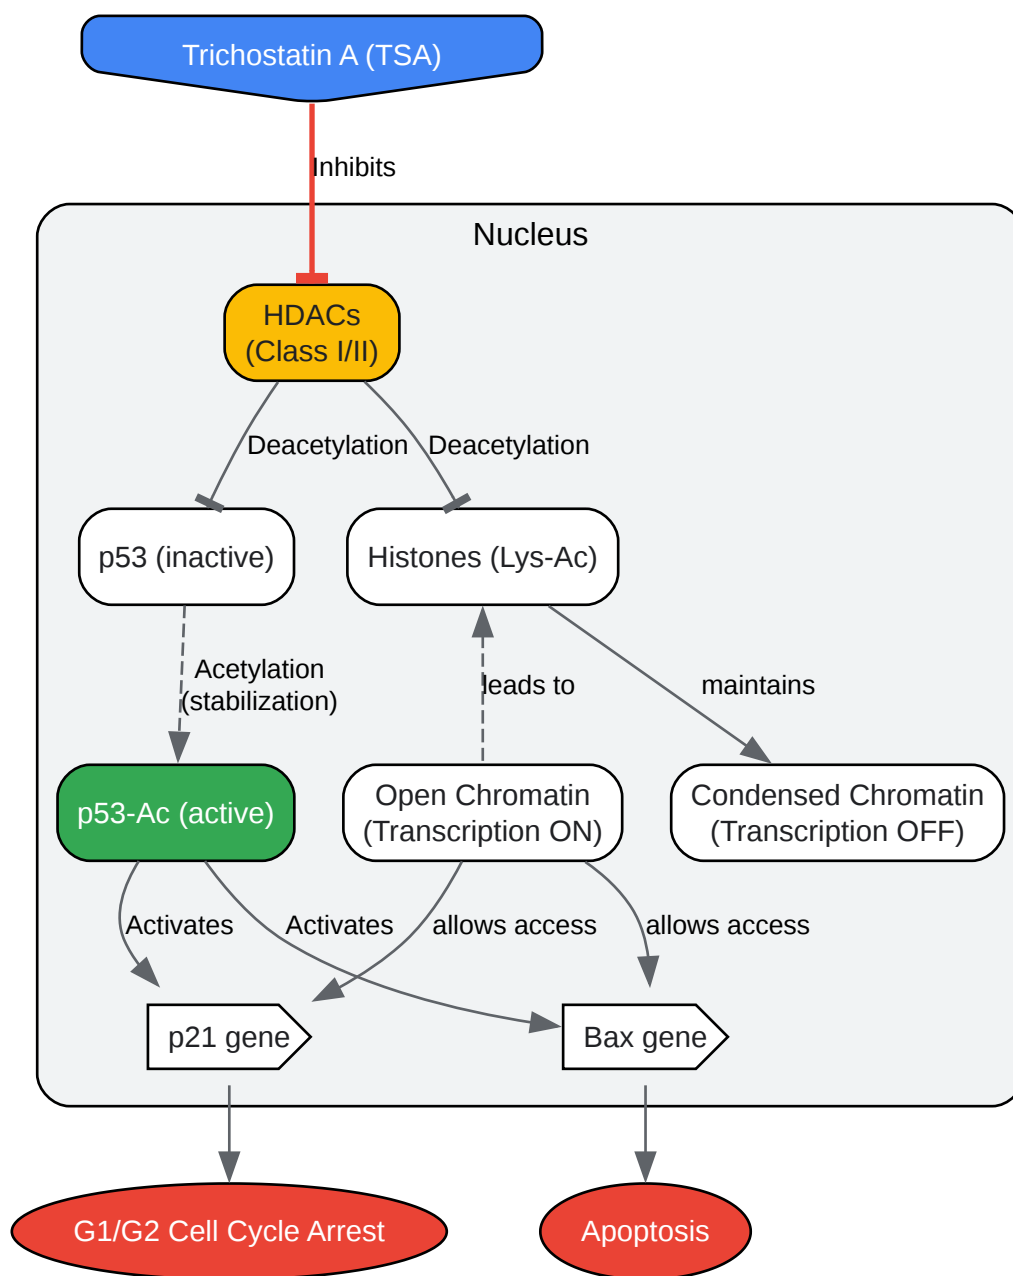 Trichostatin A (TSA)
Inhibits
Nucleus
HDACs
(Class I/II)
Deacetylation
Deacetylation
p53 (inactive)
Histones (Lys-Ac)
Acetylation
(stabilization)
leads to
maintains
p53-Ac (active)
Open Chromatin
(Transcription ON)
Condensed Chromatin
(Transcription OFF)
Activates
Activates
allows access
allows access
p21 gene
Bax gene
G1/G2 Cell Cycle Arrest
Apoptosis